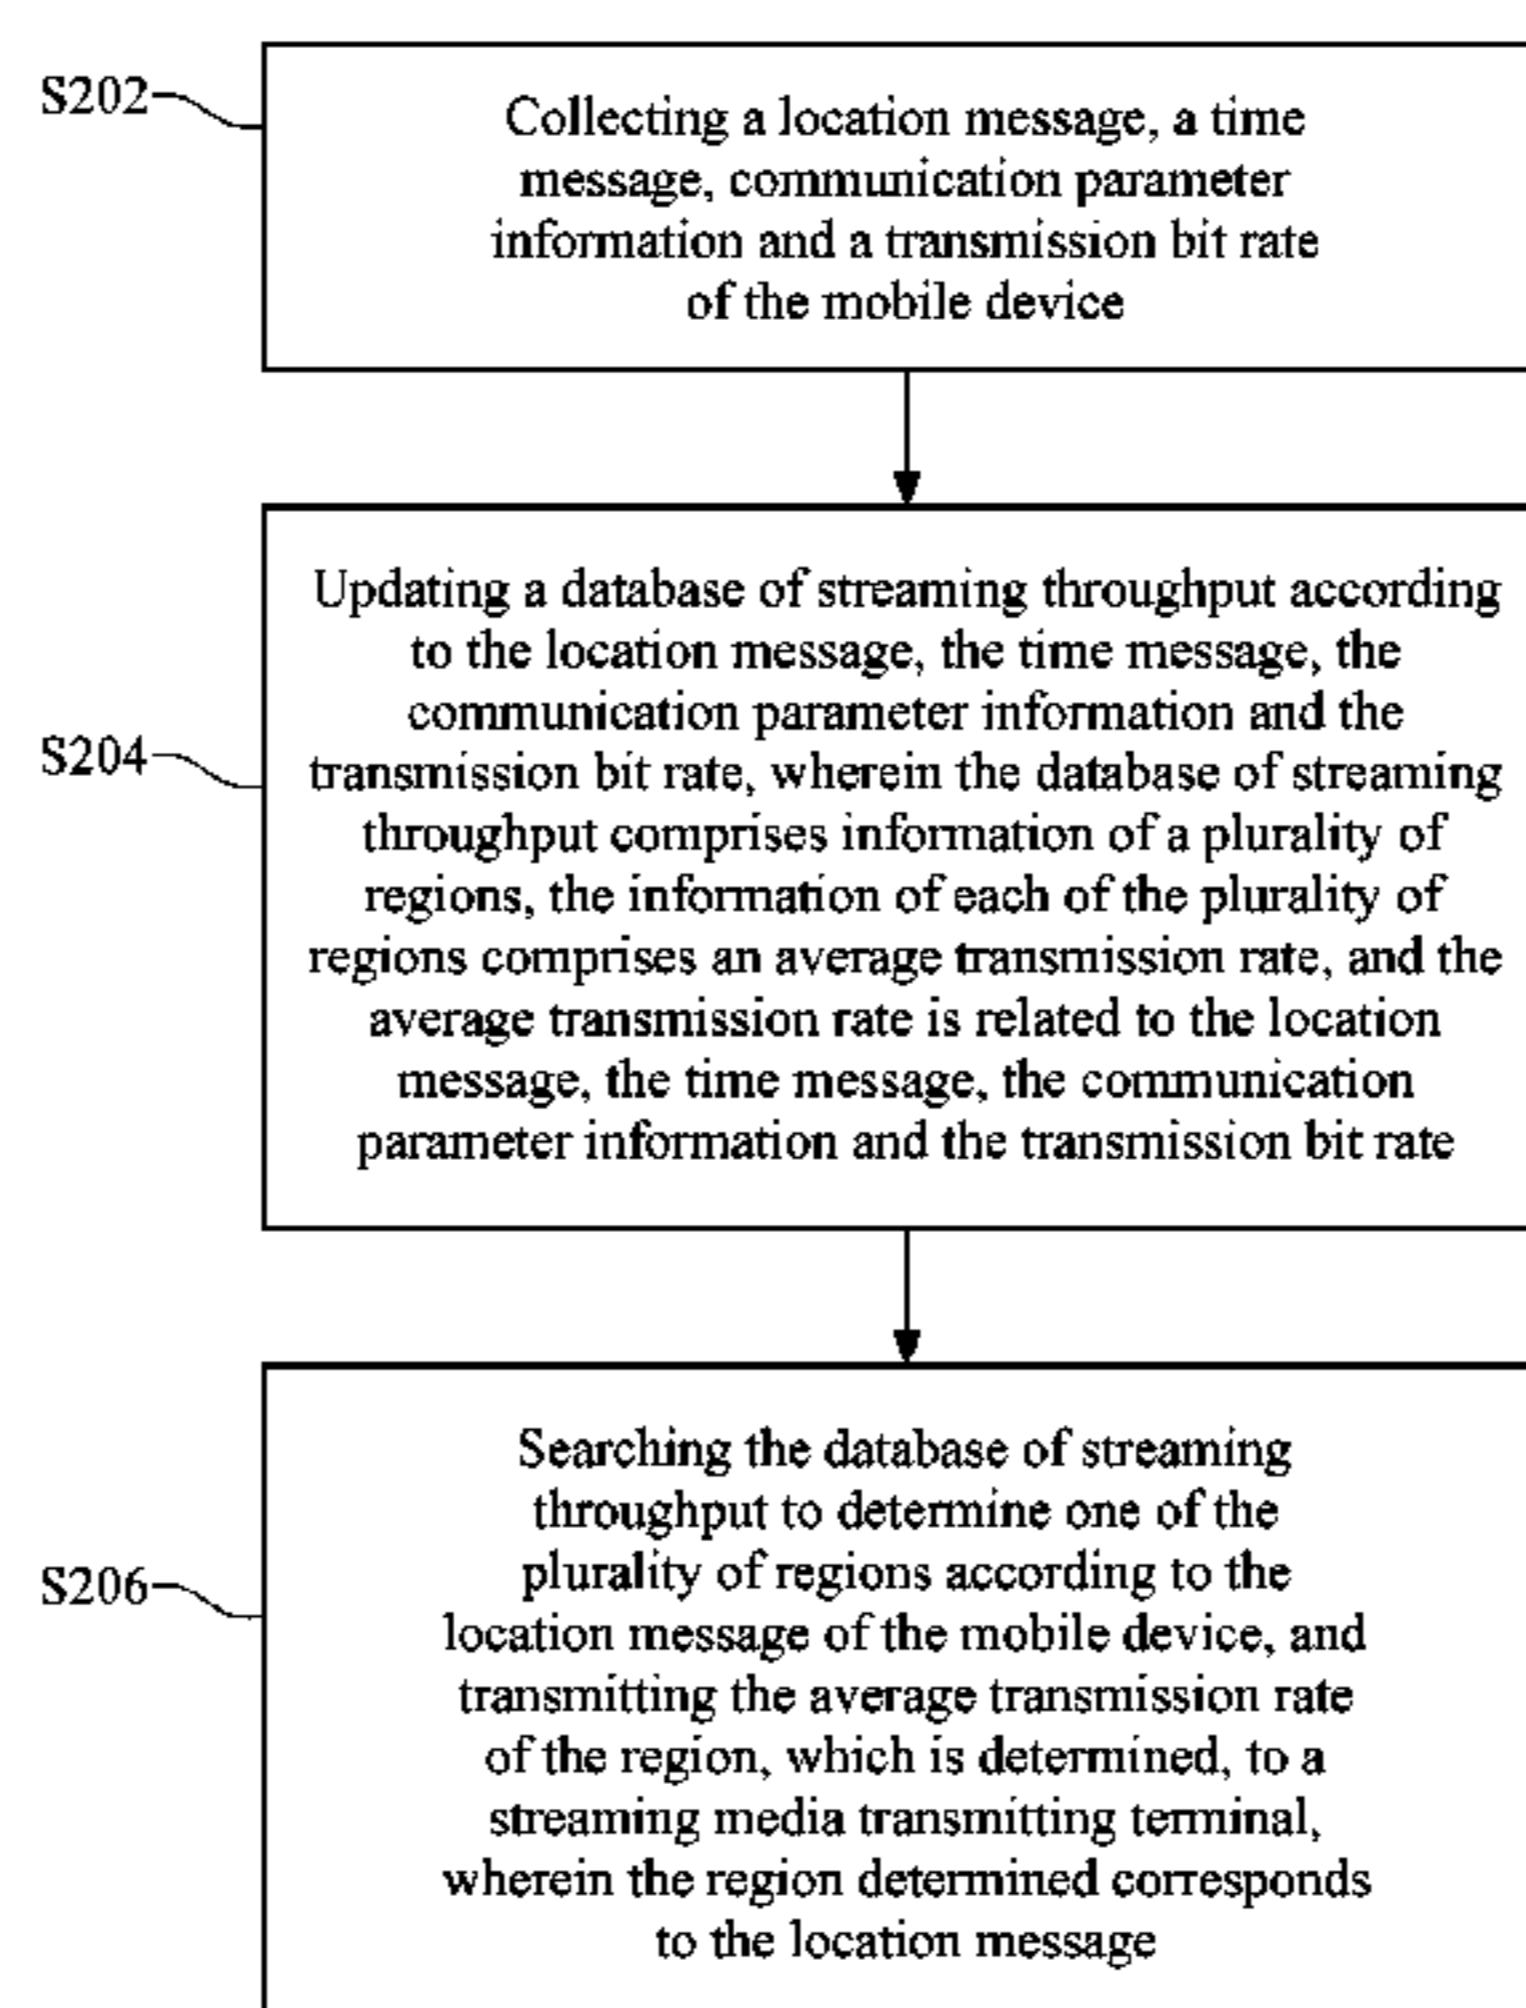 S202
Collecting a location message, a time
message, communication parameter
information and a transmission bit rate
of the mobile device
S204
Updating a database of streaming throughput according
to the location message, the time message, the
communication parameter information and the
transmission bit rate, wherein the database of streaming
throughput comprises information of a plurality of
regions, the information of each of the plurality of
regions comprises an average transmission rate, and the
average transmission rate is related to the location
message, the time message, the communication
parameter information and the transmission bit rate
S206
Searching the database of streaming
throughput to determine one of the
plurality of regions according to the
location message of the mobile device, and
transmitting the average transmission rate
of the region, which is determined, to a
streaming media transmitting terminal,
wherein the region determined corresponds
to the location message